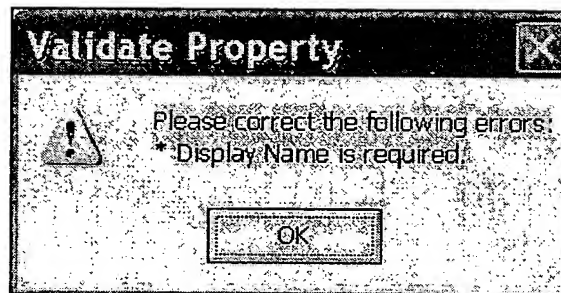 Validate Property
Please correct the following errors:
* Display Name is required.
OK